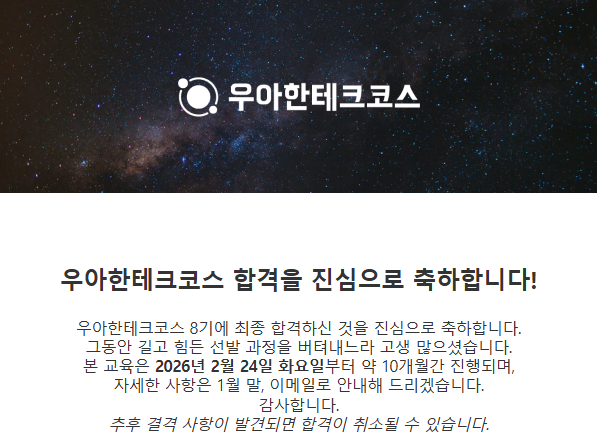 우아한테크코스
우아한테크코스 합격을 진심으로 축하합니다!
우아한테크코스 8기에 최종 합격하신 것을 진심으로 축하합니다.
그동안 길고 힘든 선발 과정을 버텨내느라 고생 많으셨습니다.
본 교육은 2026년 2월 24일 화요일부터 약 10개월간 진행되며,
자세한 사항은 1월 말, 이메일로 안내해 드리겠습니다.
감사합니다.
추후 결격 사항이 발견되면 합격이 취소될 수 있습니다.